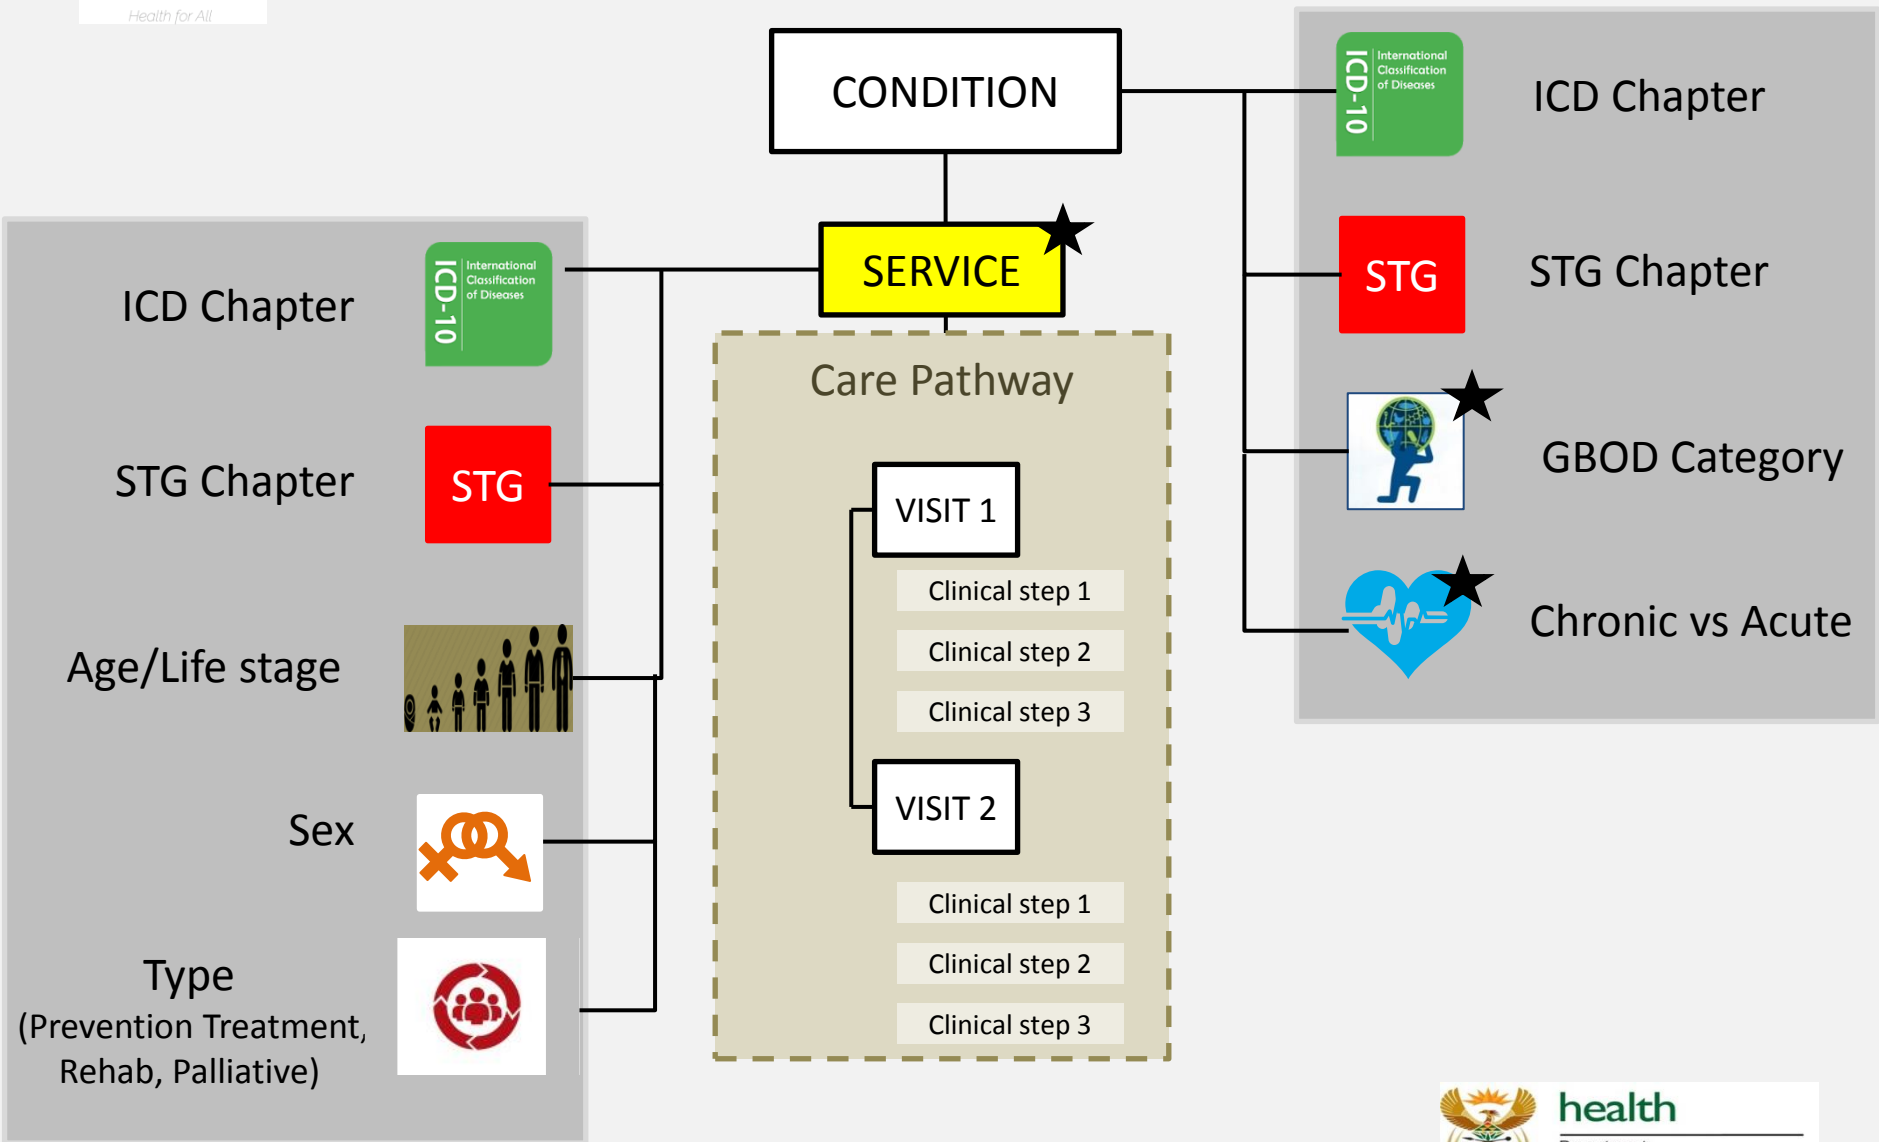 Health for All
CONDITION
ICD-10
International
Classification
of Diseases
ICD Chapter
STG
STG Chapter
GBOD Category
Chronic vs Acute
SERVICE
ICD Chapter
ICD-10
International
Classification
of Diseases
STG Chapter
STG
Age/Life stage
Sex
Type
(Prevention Treatment,
Rehab, Palliative)
Care Pathway
VISIT 1
Clinical step 1
Clinical step 2
Clinical step 3
VISIT 2
Clinical step 1
Clinical step 2
Clinical step 3
health